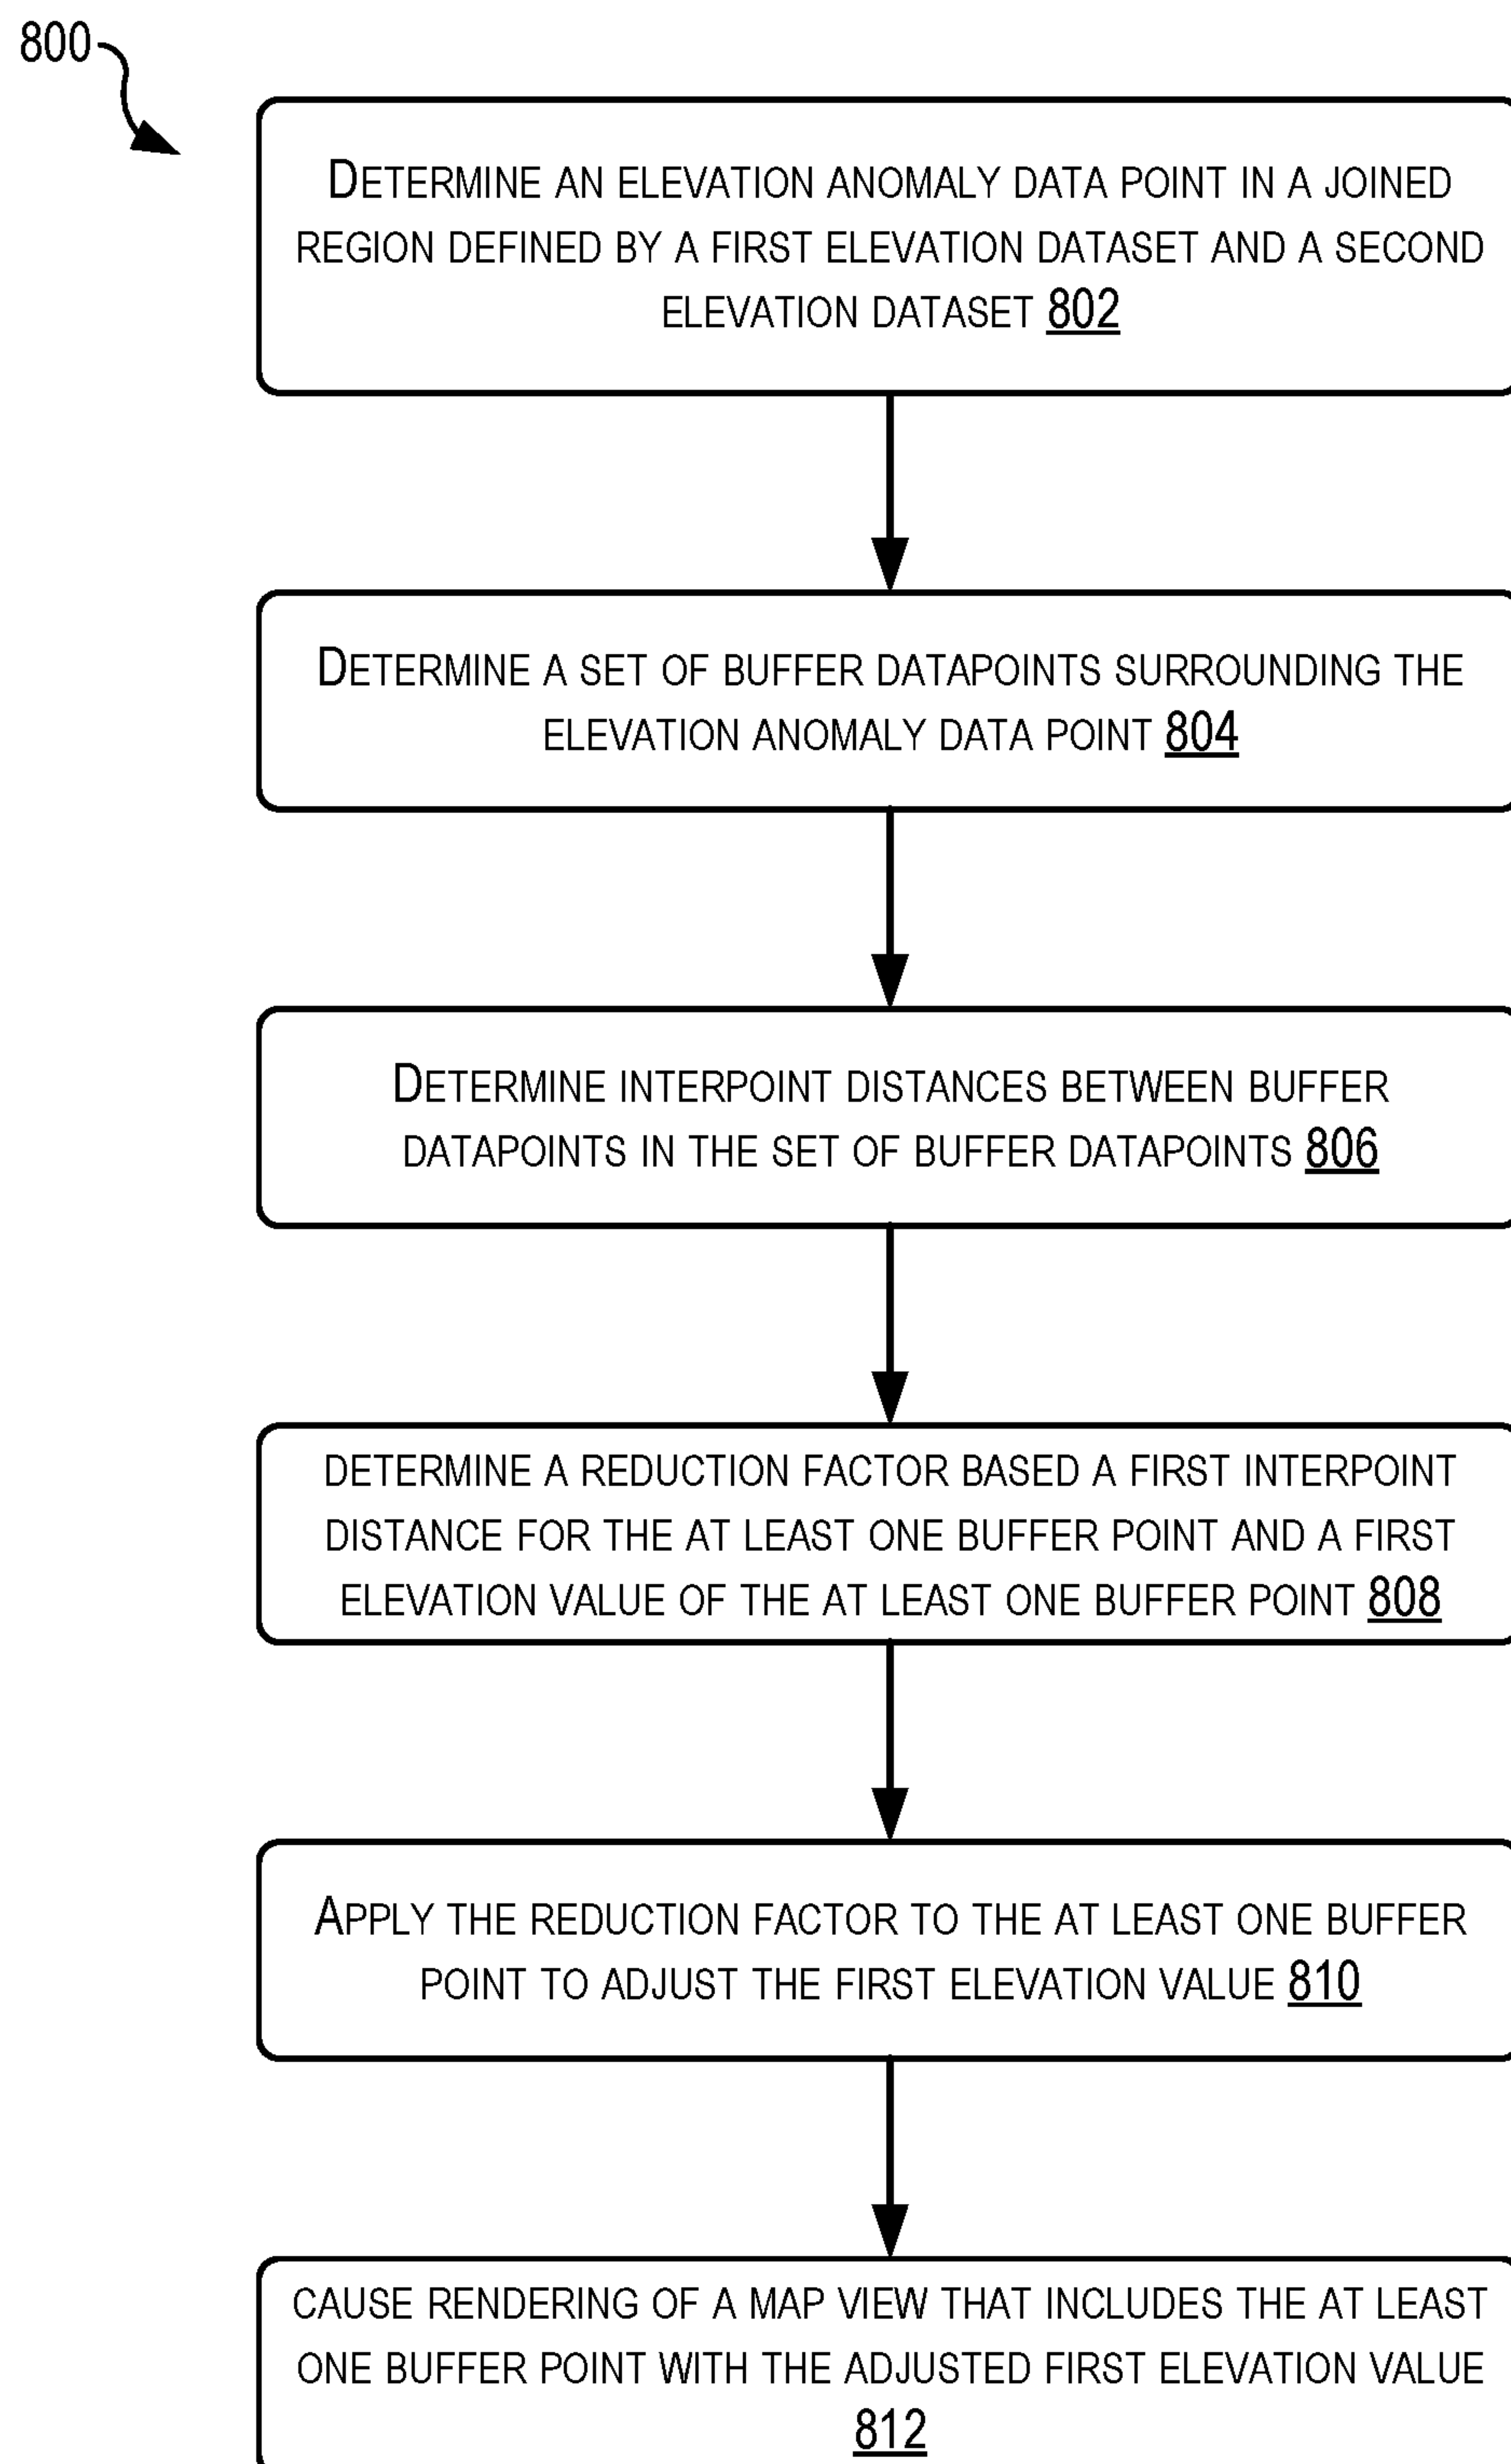 800
Determine an elevation anomaly data point in a joined
region defined by a first elevation dataset and a second
elevation dataset 802
Determine a set of buffer datapoints surrounding the
elevation anomaly data point 804
Determine interpoint distances between buffer
datapoints in the set of buffer datapoints 806
determine a reduction factor based a first interpoint
distance for the at least one buffer point and a first
elevation value of the at least one buffer point 808
Apply the reduction factor to the at least one buffer
point to adjust the first elevation value 810
cause rendering of a map view that includes the at least
one buffer point with the adjusted first elevation value
812